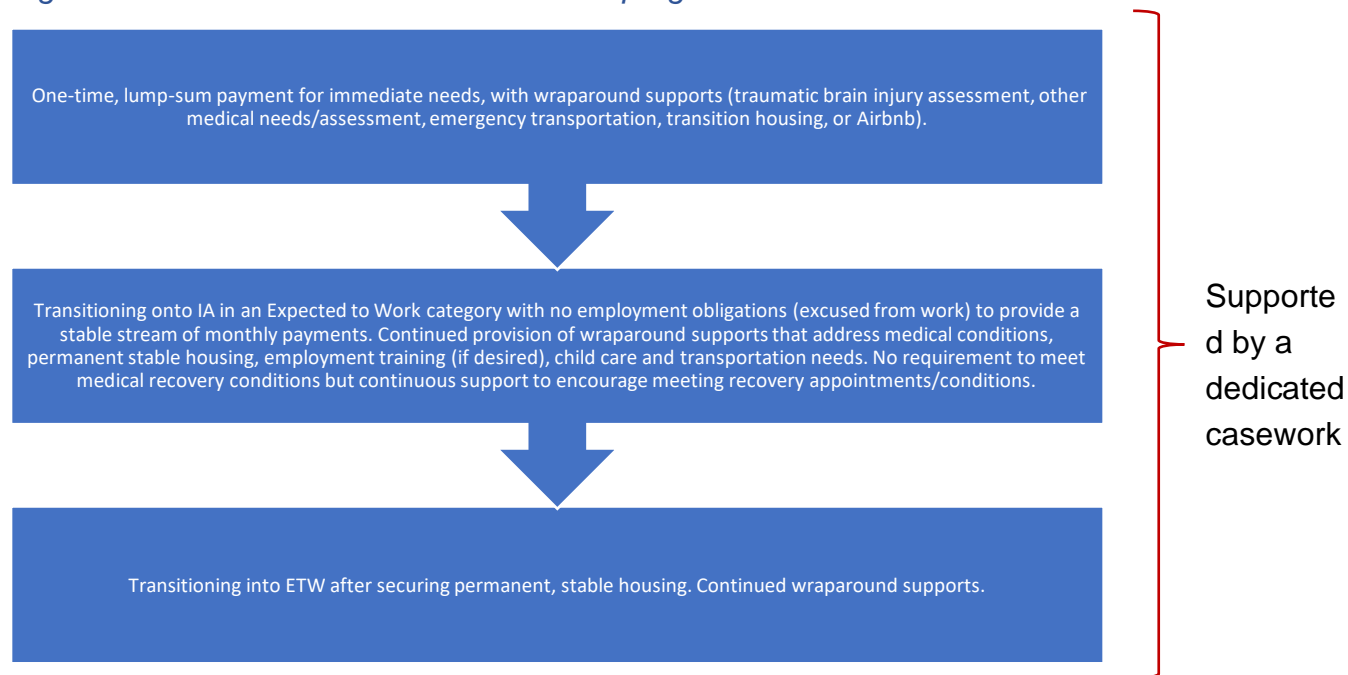 One-time, lump-sum payment for immediate needs, with wraparound supports (traumatic brain injury assessment, other
medical needs/assessment, emergency transportation, transition housing, or Airbnb).
Transitioning onto IA in an Expected to Work category with no employment obligations (excused from work) to provide a
stable stream of monthly payments. Continued provision of wraparound supports that address medical conditions,
permanent stable housing, employment training (if desired), child care and transportation needs. No requirement to meet
medical recovery conditions but continuous support to encourage meeting recovery appointments/conditions.
Transitioning into ETW after securing permanent, stable housing. Continued wraparound supports.
Supporte
d by a
dedicated
casework